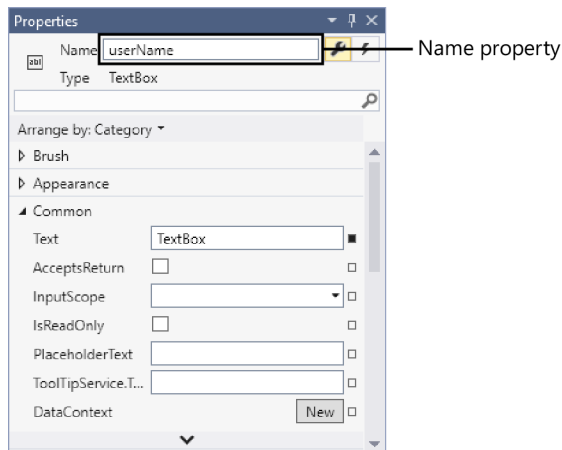 Properties
Name userName
Name property
abl
Type TextBox
Arrange by: Category
Brush
Appearance
Common
Text TextBox
AcceptsReturn
InputScope
IsReadOnly
PlaceholderText
ToolTipService.T...
DataContext New